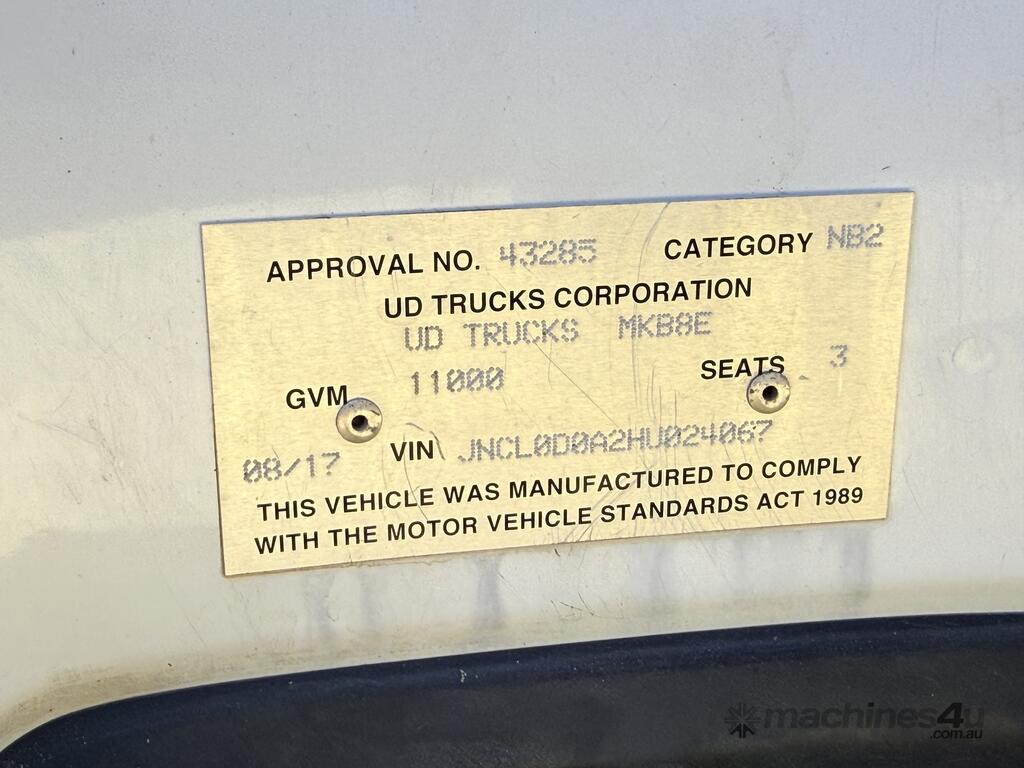 APPROVAL NO. 43285 CATEGORY NB2
UD TRUCKS CORPORATION
UD TRUCKS MKB8E
GVM 11000 SEATS 3
08/17 VIN JNCL0D0A2HU024067
THIS VEHICLE WAS MANUFACTURED TO COMPLY
WITH THE MOTOR VEHICLE STANDARDS ACT 1989
machines4u
.com.au